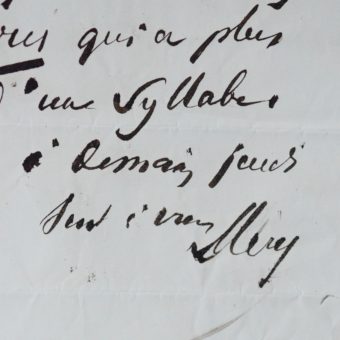 qui a plus
d'une syllabe.
à demain jeudi
tout à vous
Méry